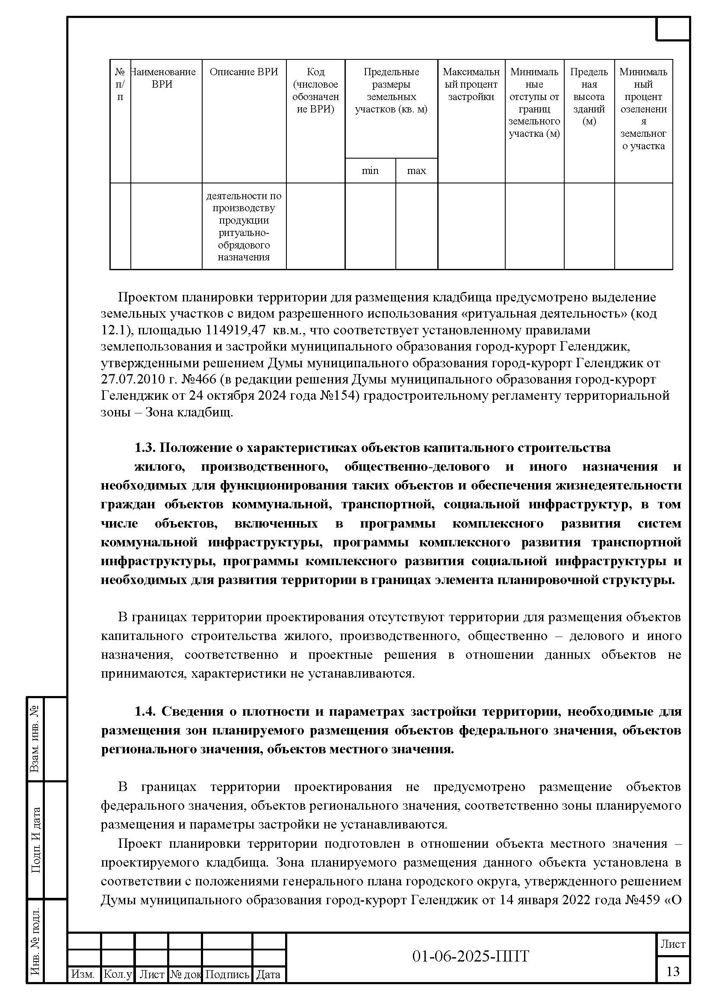 № п/п
Наименование ВРИ
Описание ВРИ
Код (числовое обозначение ВРИ)
Предельные размеры земельных участков (кв. м)
Максимальный процент застройки
Минимальные отступы от границ земельного участка (м)
Предельная высота зданий (м)
Минимальный процент озеленения земельного участка
min
max
деятельности по
производству
продукции
ритуально-
обрядового
назначения
Проектом планировки территории для размещения кладбища предусмотрено выделение
земельных участков с видом разрешенного использования «ритуальная деятельность» (код
12.1), площадью 114919,47 кв.м., что соответствует установленному правилами
землепользования и застройки муниципального образования город-курорт Геленджик,
утвержденными решением Думы муниципального образования город-курорт Геленджик от
27.07.2010 г. №466 (в редакции решения Думы муниципального образования город-курорт
Геленджик от 24 октября 2024 года №154) градостроительному регламенту территориальной
зоны – Зона кладбищ.
1.3. Положение о характеристиках объектов капитального строительства
жилого, производственного, общественно-делового и иного назначения и
необходимых для функционирования таких объектов и обеспечения жизнедеятельности
граждан объектов коммунальной, транспортной, социальной инфраструктур, в том
числе объектов, включенных в программы комплексного развития систем
коммунальной инфраструктуры, программы комплексного развития транспортной
инфраструктуры, программы комплексного развития социальной инфраструктуры и
необходимых для развития территории в границах элемента планировочной структуры.
В границах территории проектирования отсутствуют территории для размещения объектов
капитального строительства жилого, производственного, общественно – делового и иного
назначения, соответственно и проектные решения в отношении данных объектов не
принимаются, характеристики не устанавливаются.
1.4. Сведения о плотности и параметрах застройки территории, необходимые для
размещения зон планируемого размещения объектов федерального значения, объектов
регионального значения, объектов местного значения.
В границах территории проектирования не предусмотрено размещение объектов
федерального значения, объектов регионального значения, соответственно зоны планируемого
размещения и параметры застройки не устанавливаются.
Проект планировки территории подготовлен в отношении объекта местного значения –
проектируемого кладбища. Зона планируемого размещения данного объекта установлена в
соответствии с положениями генерального плана городского округа, утвержденного решением
Думы муниципального образования город-курорт Геленджик от 14 января 2022 года №459 «О
Взам. инв. №
Подп. И дата
Инв. № подл.
Изм. Кол.у Лист № док Подпись Дата
01-06-2025-ППТ
Лист
13